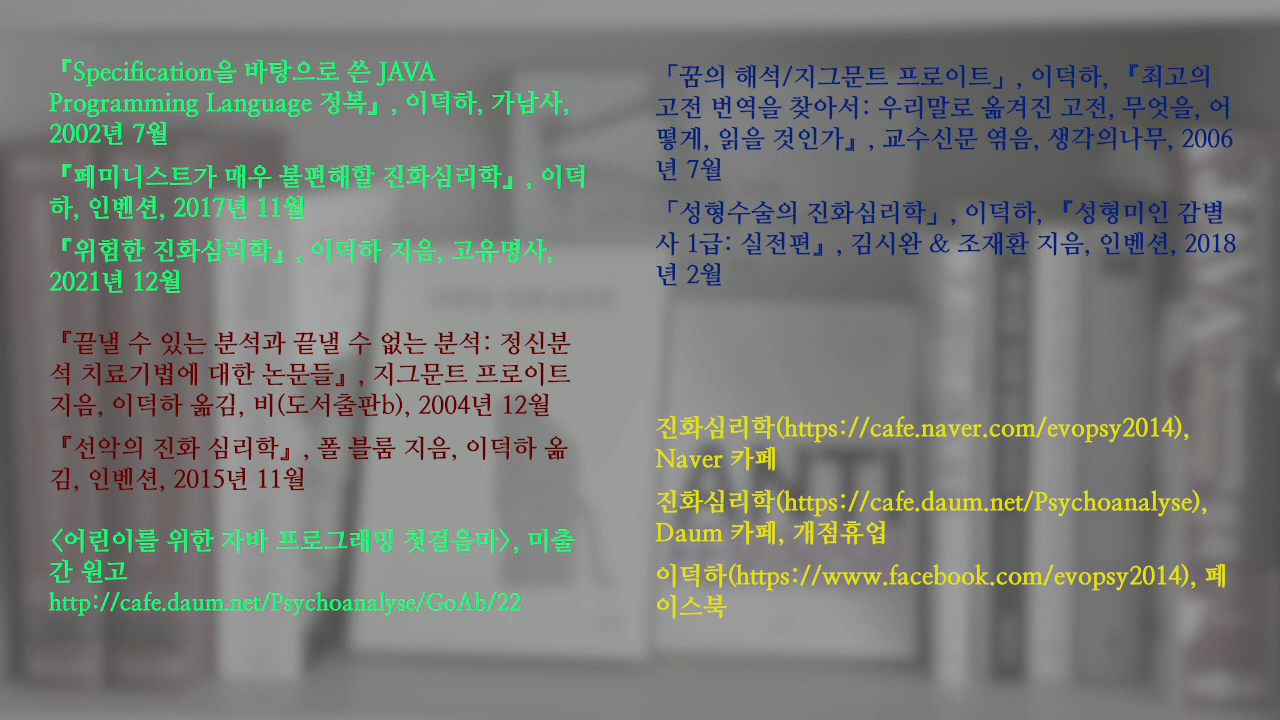 『Specification을 바탕으로 쓴 JAVA
Programming Language 정복』, 이덕하, 가남사,
2002년 7월
『페미니스트가 매우 불편해할 진화심리학』, 이덕
하, 인벤션, 2017년 11월
『위험한 진화심리학』, 이덕하 지음, 고유명사,
2021년 12월
『끝낼 수 있는 분석과 끝낼 수 없는 분석: 정신분
석 치료기법에 대한 논문들』, 지그문트 프로이트
지음, 이덕하 옮김, 비(도서출판b), 2004년 12월
『선악의 진화 심리학』, 폴 블룸 지음, 이덕하 옮
김, 인벤션, 2015년 11월
〈어린이를 위한 자바 프로그래밍 첫걸음마〉, 미출
간 원고
http://cafe.daum.net/Psychoanalyse/GoAb/22
「꿈의 해석/지그문트 프로이트」, 이덕하, 『최고의
고전 번역을 찾아서: 우리말로 옮겨진 고전, 무엇을, 어
떻게, 읽을 것인가』, 교수신문 엮음, 생각의나무, 2006
년 7월
「성형수술의 진화심리학」, 이덕하, 『성형미인 감별
사 1급: 실전편』, 김시완 & 조재환 지음, 인벤션, 2018
년 2월
진화심리학(https://cafe.naver.com/evopsy2014),
Naver 카페
진화심리학(https://cafe.daum.net/Psychoanalyse),
Daum 카페, 개점휴업
이덕하(https://www.facebook.com/evopsy2014), 페
이스북